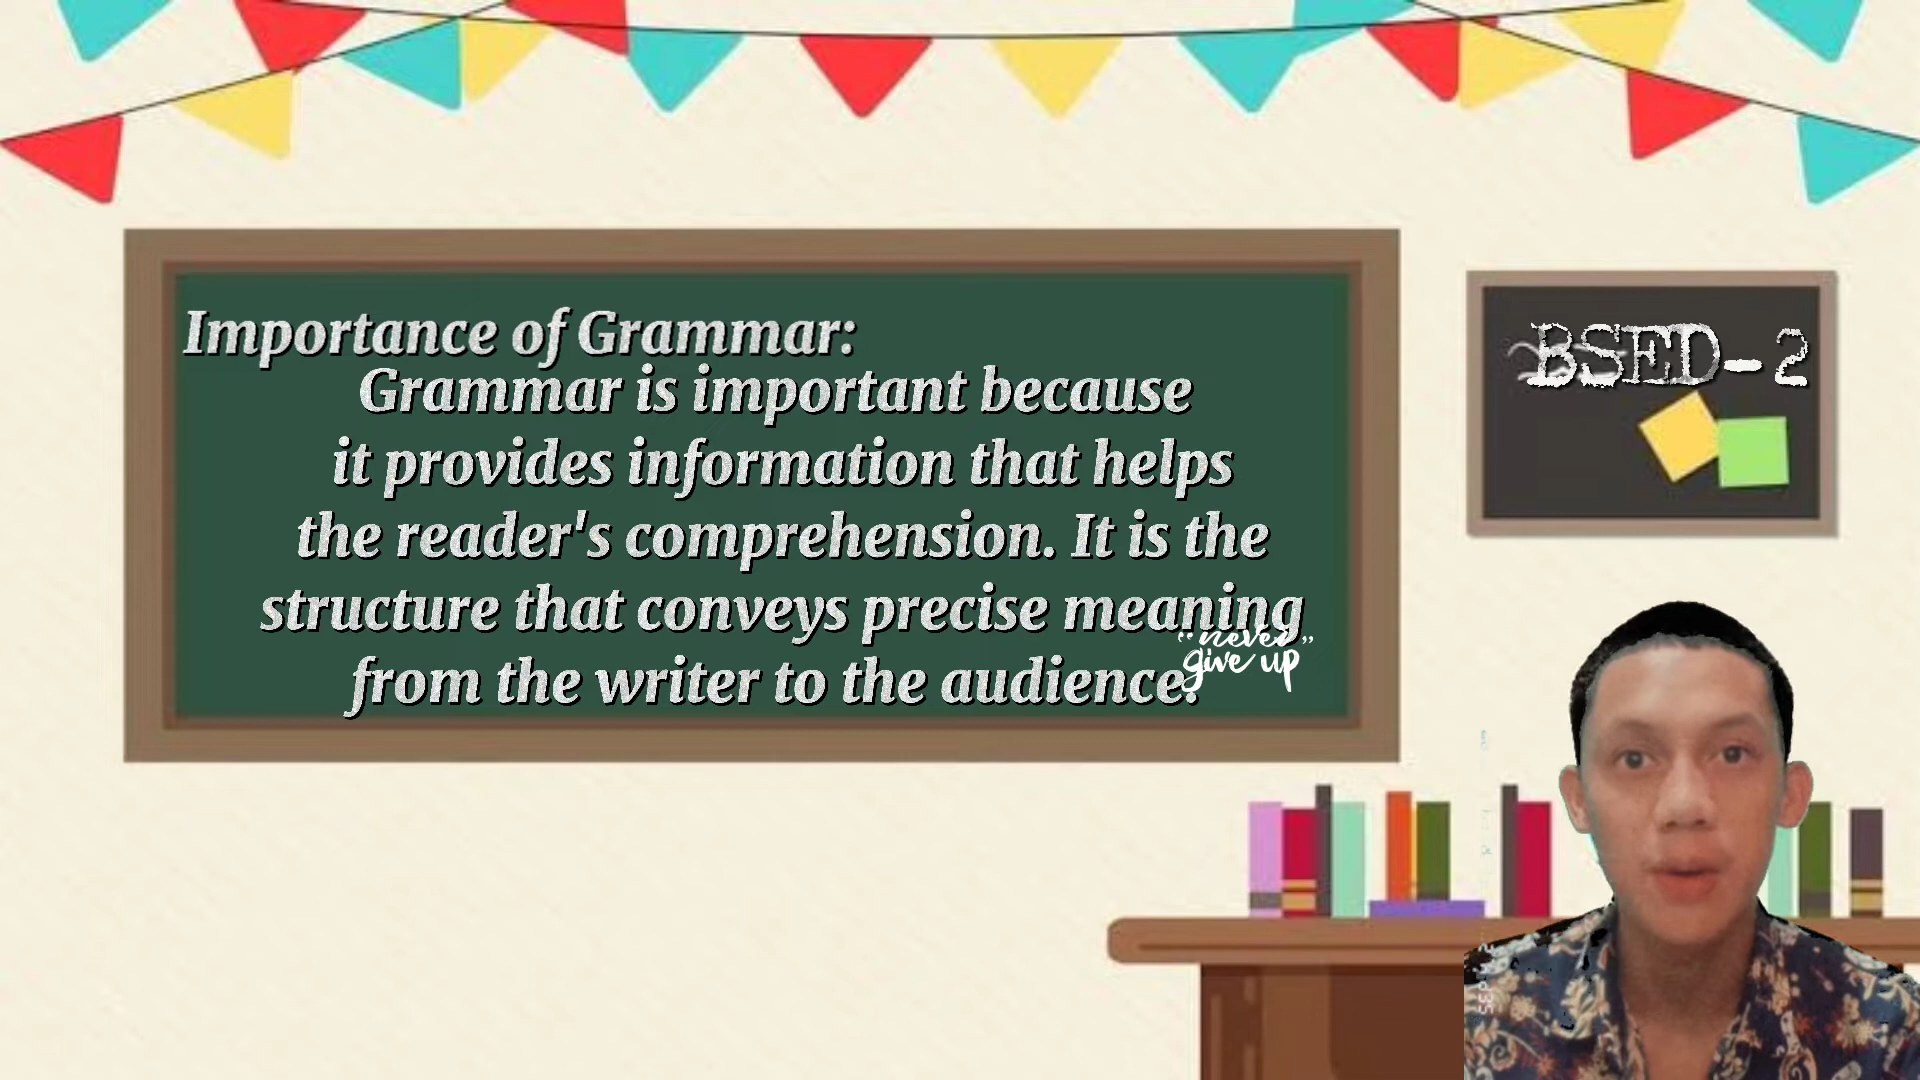 Importance of Grammar:
Grammar is important because
it provides information that helps
the reader's comprehension. It is the
structure that conveys precise meaning
from the writer to the audience.
"never"
give up
BSED-2